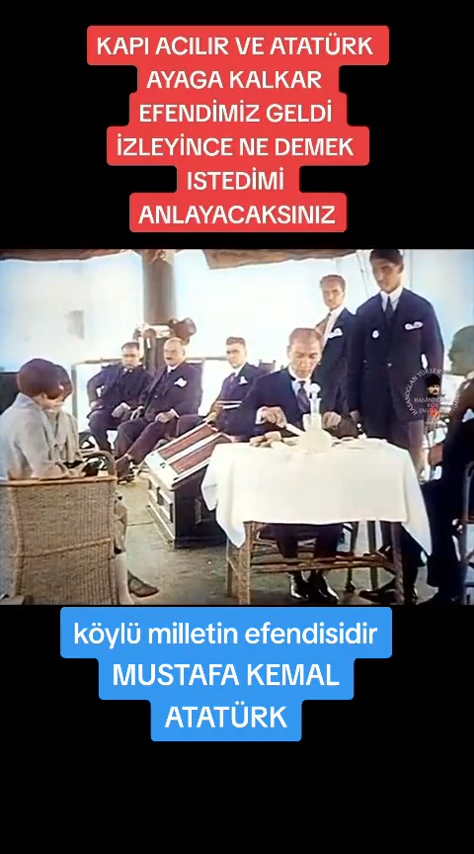 KAPI ACILIR VE ATATÜRK
AYAGA KALKAR
EFENDİMİZ GELDİ
İZLEYİNCE NE DEMEK
ISTEDİMİ
ANLAYACAKSINIZ
köylü milletin efendisidir
MUSTAFA KEMAL
ATATÜRK